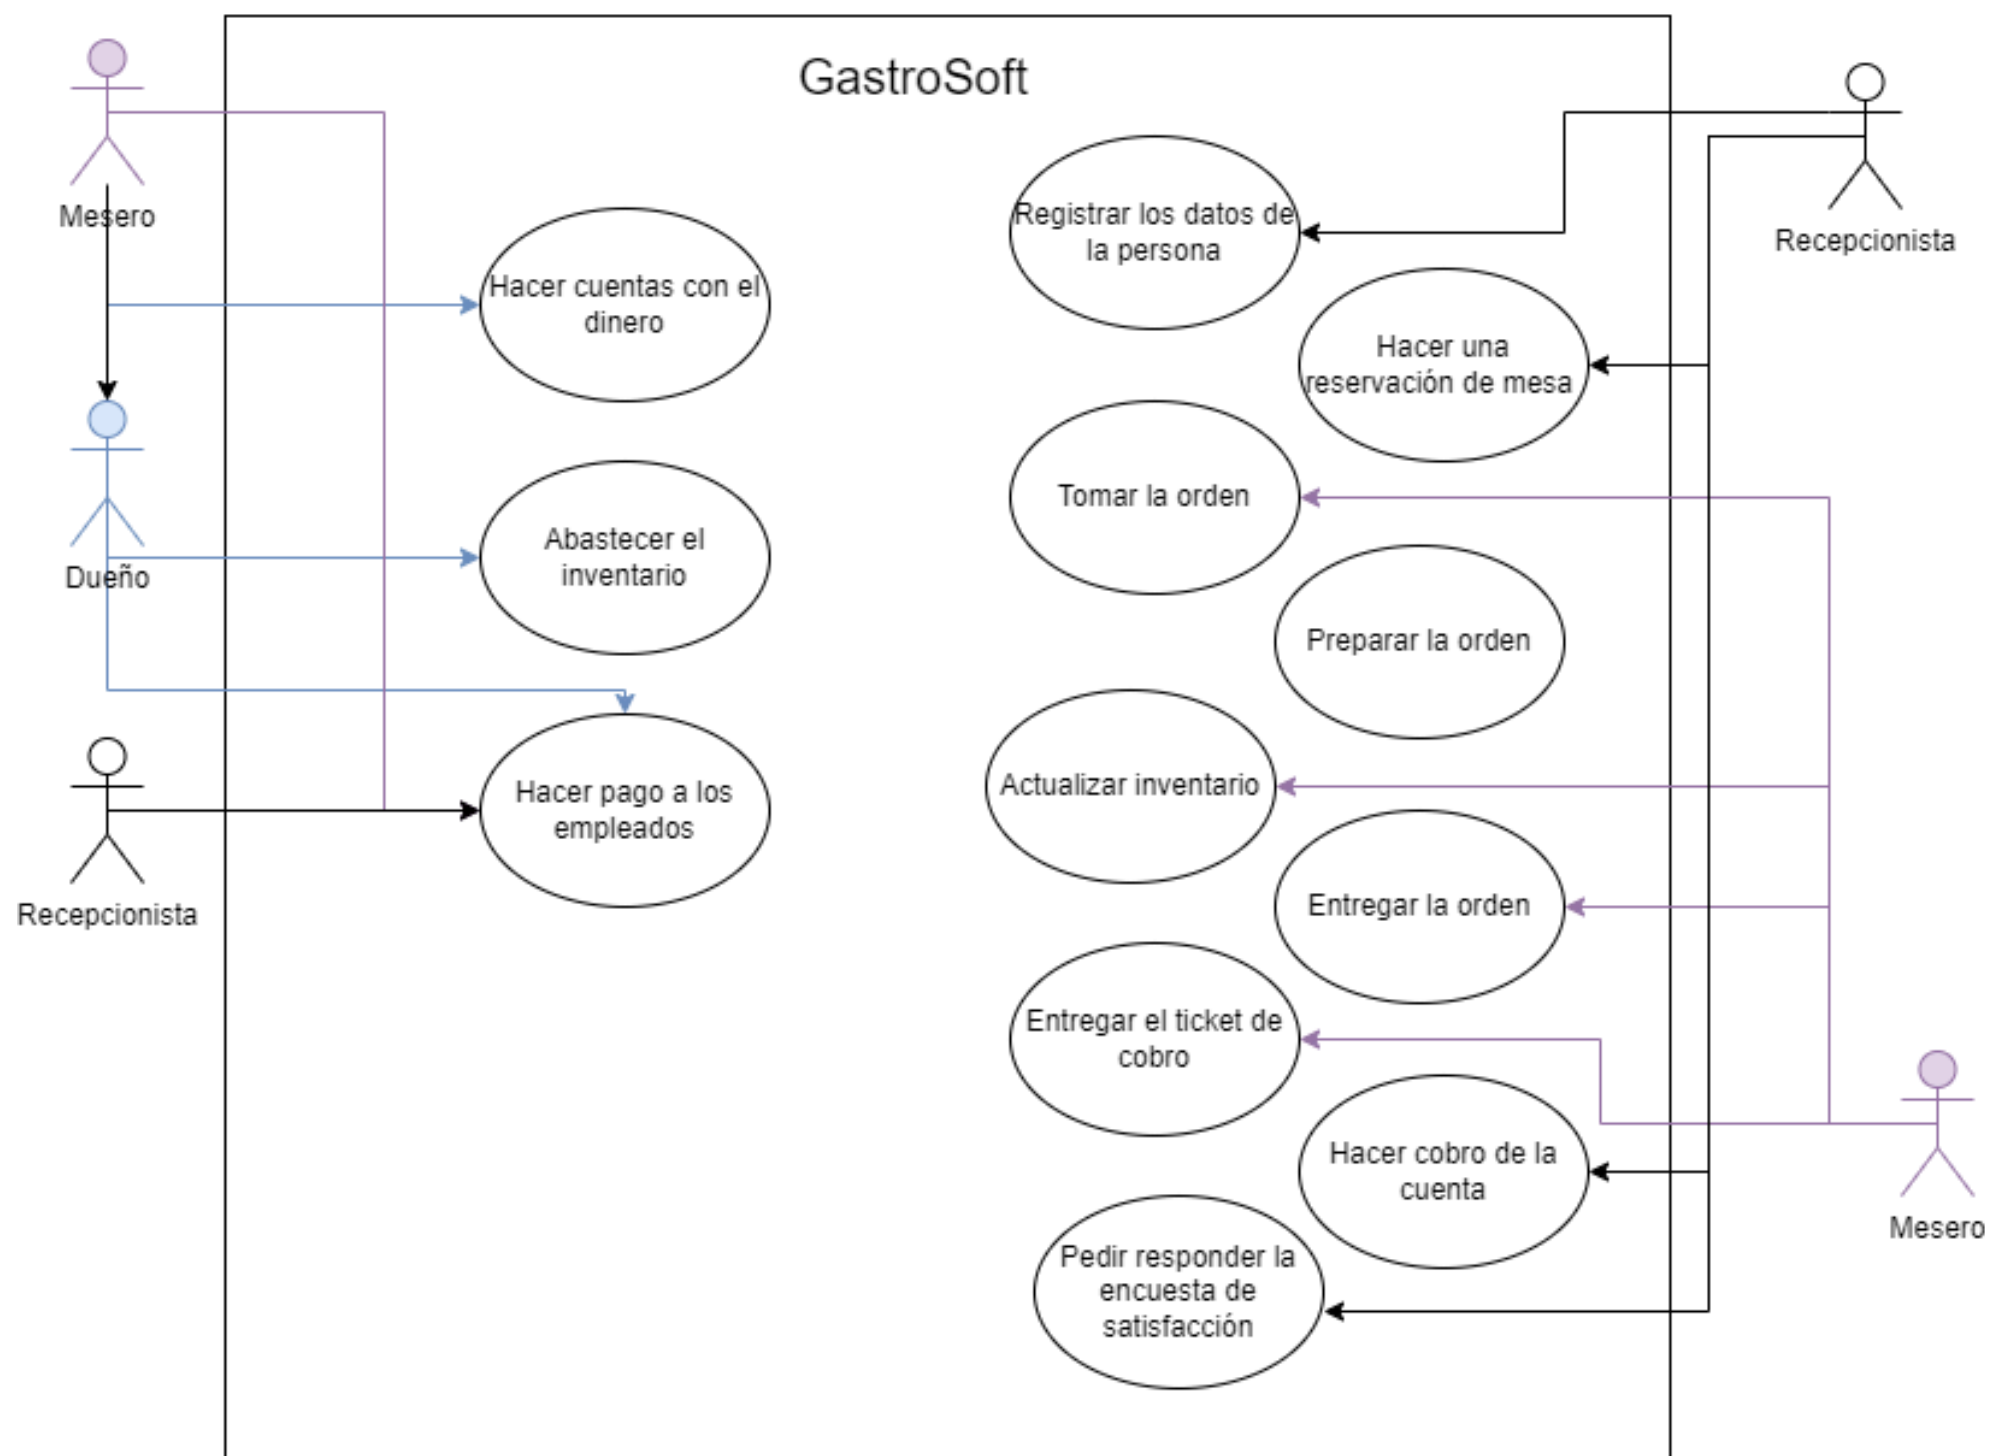 GastroSoft
Mesero
Hacer cuentas con el
dinero
Dueño
Abastecer el
inventario
Hacer pago a los
empleados
Recepcionista
Registrar los datos de
la persona
Recepcionista
Hacer una
reservación de mesa
Tomar la orden
Preparar la orden
Actualizar inventario
Entregar la orden
Entregar el ticket de
cobro
Hacer cobro de la
cuenta
Mesero
Pedir responder la
encuesta de
satisfacción